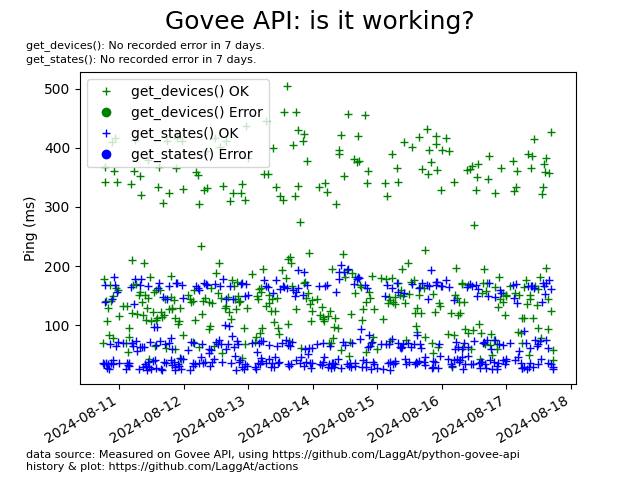 Govee API: is it working?
get_devices(): No recorded error in 7 days.
get_states(): No recorded error in 7 days.
get_devices() OK
get_devices() Error
get_states() OK
get_states() Error
Ping (ms)
500
400
300
200
100
2024-08-11
2024-08-12
2024-08-13
2024-08-14
2024-08-15
2024-08-16
2024-08-17
2024-08-18
data source: Measured on Govee API, using https://github.com/LaggAt/python-govee-api
history & plot: https://github.com/LaggAt/actions